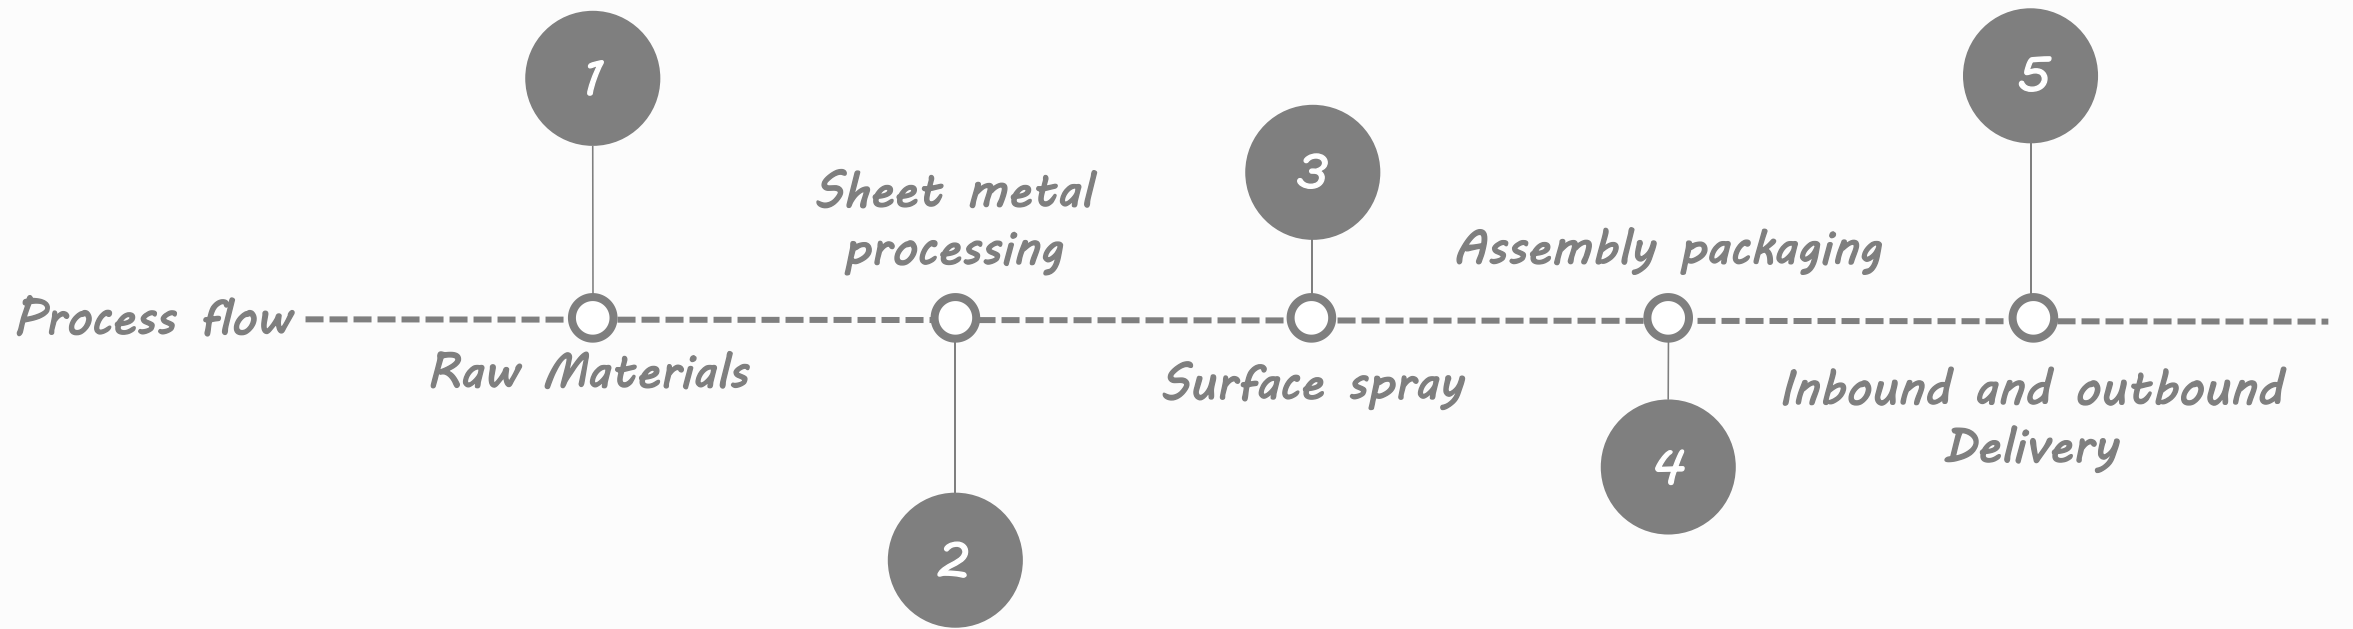 Process flow
1
Raw Materials
Sheet metal
processing
2
3
Surface spray
Assembly packaging
4
5
Inbound and outbound
Delivery